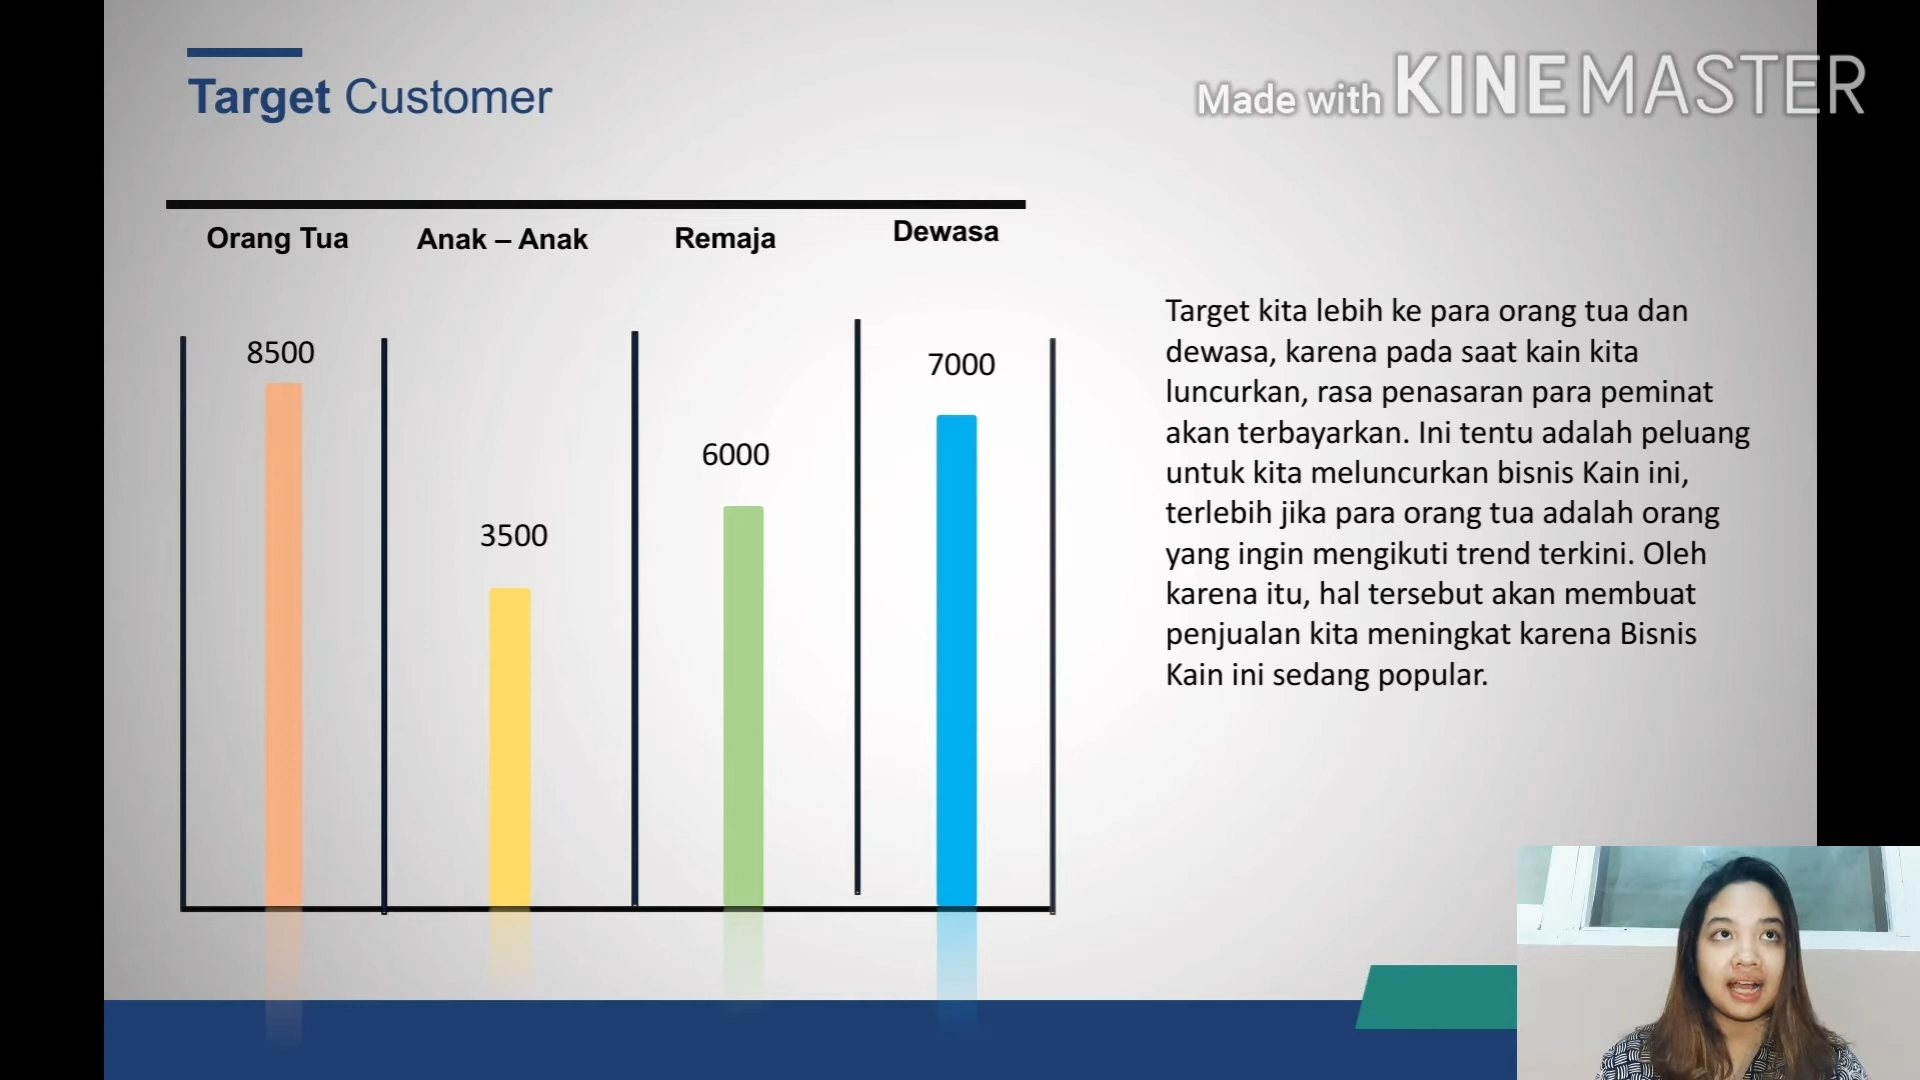 Target Customer
Made with KINEMASTER
Orang Tua
Anak – Anak
Remaja
Dewasa
8500
3500
6000
7000
Target kita lebih ke para orang tua dan
dewasa, karena pada saat kain kita
luncurkan, rasa penasaran para peminat
akan terbayarkan. Ini tentu adalah peluang
untuk kita meluncurkan bisnis Kain ini,
terlebih jika para orang tua adalah orang
yang ingin mengikuti trend terkini. Oleh
karena itu, hal tersebut akan membuat
penjualan kita meningkat karena Bisnis
Kain ini sedang popular.